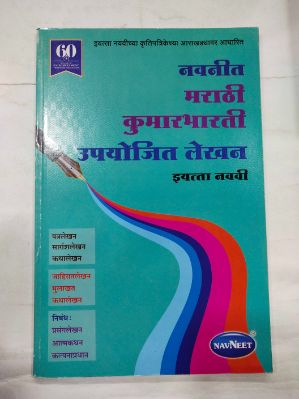 इयत्ता नववीच्या कृतिपत्रिकेच्या आराखड्यावर आधारित
60
नवनीत
मराठी
कुमारभारती
उपयोजित लेखन
इयत्ता नववी
पत्रलेखन
सारांशलेखन
कथालेखन
जाहिरातलेखन
मुलाखत
कथालेखन
निबंध:
प्रसंगलेखन
आत्मकथन
कल्पनाप्रधान
NAVNEET